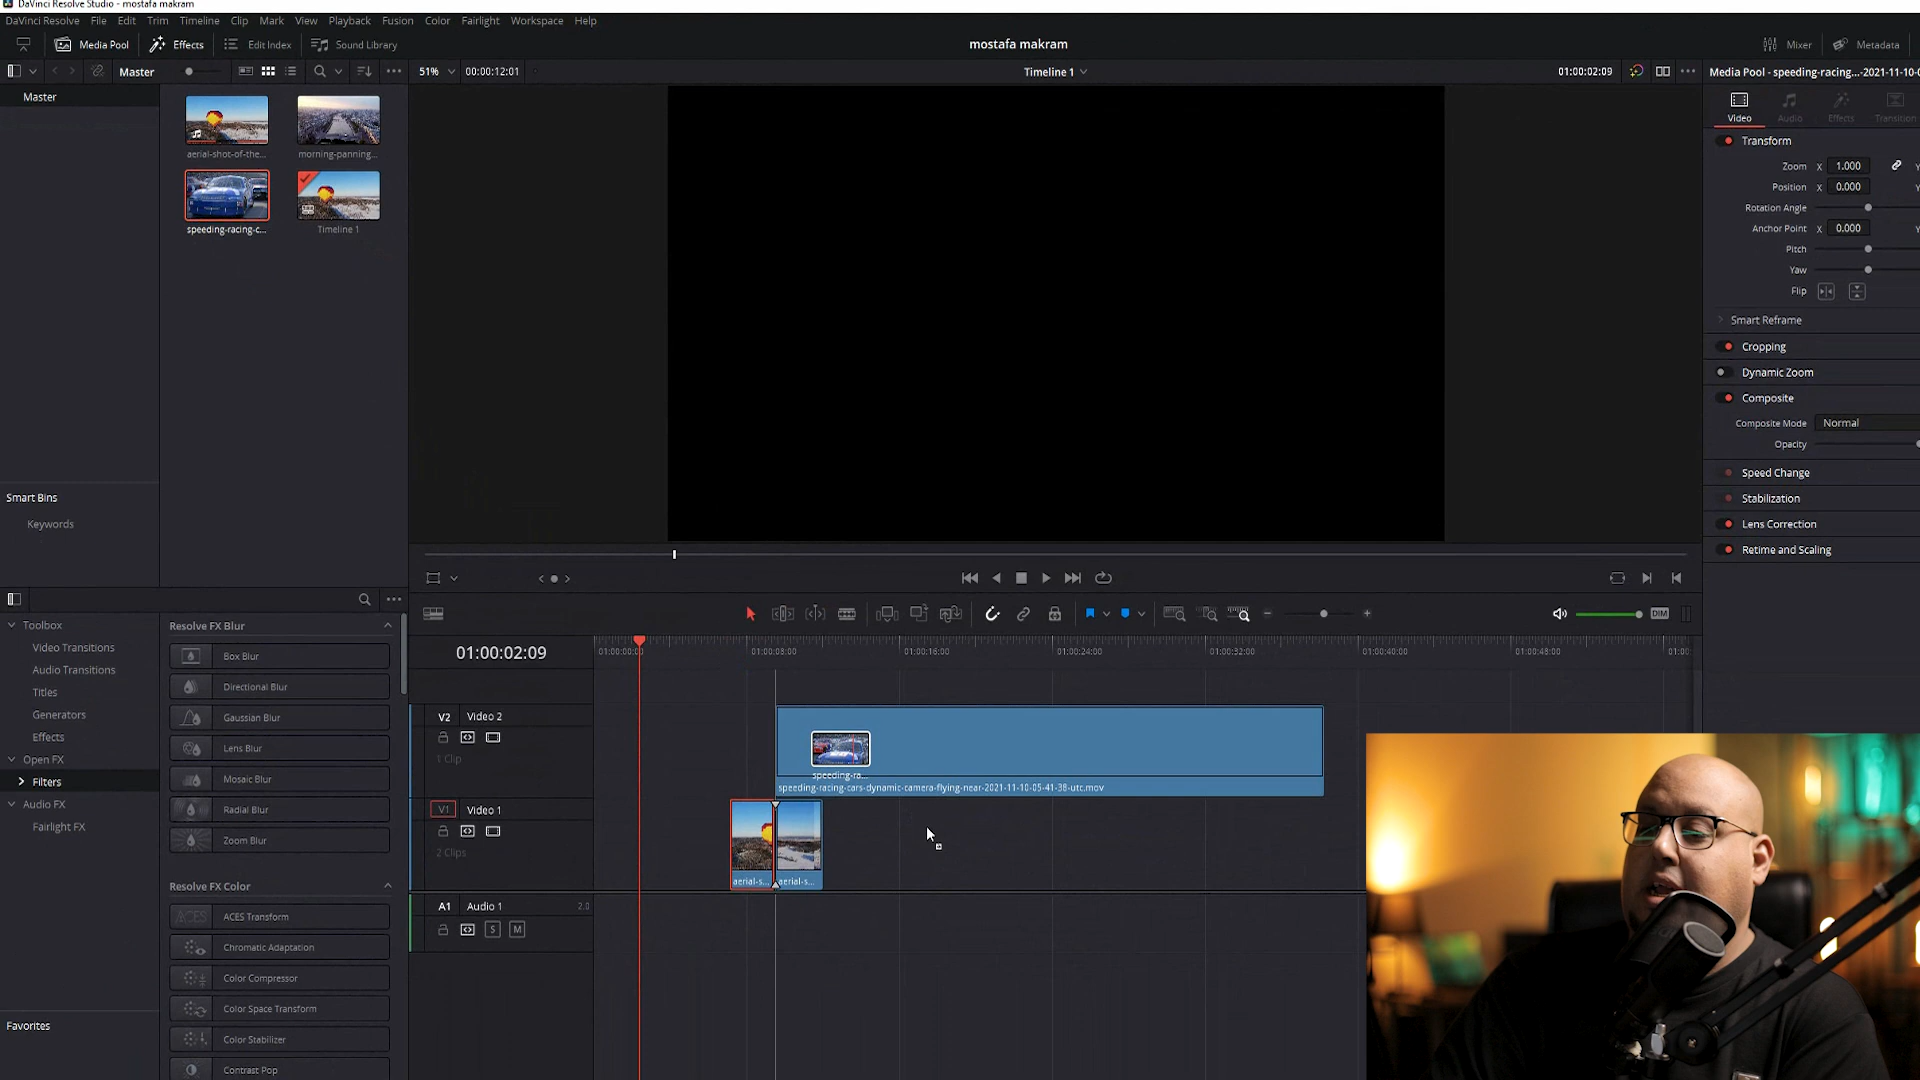 DaVinci Resolve Studio - mostafa makram
DaVinci Resolve File Edit Trim Timeline Clip Mark View Playback Fusion Color Fairlight Workspace Help
Media Pool Effects Edit Index Sound Library mostafa makram Mixer Metadata
Master 51% 00:00:12:01 Timeline 1 01:00:02:09 Media Pool - speeding-racing...-2021-11-10-0
Master
aerial-shot-of-the... morning-panning...
speeding-racing-c... Timeline 1
Video Audio Effects Transition
Transform
Zoom X 1.000 Y
Position X 0.000 Y
Rotation Angle
Anchor Point X 0.000 Y
Pitch
Yaw
Flip
Smart Reframe
Cropping
Dynamic Zoom
Composite
Composite Mode Normal
Opacity
Speed Change
Stabilization
Lens Correction
Retime and Scaling
Smart Bins
Keywords
Toolbox
Video Transitions
Audio Transitions
Titles
Generators
Effects
Open FX
Filters
Audio FX
Fairlight FX
Favorites
Resolve FX Blur
Box Blur
Directional Blur
Gaussian Blur
Lens Blur
Mosaic Blur
Radial Blur
Zoom Blur
Resolve FX Color
ACES ACES Transform
Chromatic Adaptation
Color Compressor
Color Space Transform
Color Stabilizer
Contrast Pop
DIM
01:00:02:09 01:00:00:00 01:00:08:00 01:00:16:00 01:00:24:00 01:00:32:00 01:00:40:00 01:00:48:00 01:00
V2 Video 2
1 Clip
speeding-ra...
speeding-racing-cars-dynamic-camera-flying-near-2021-11-10-05-41-38-utc.mov
V1 Video 1
2 Clips
aerial-s... aerial-s...
A1 Audio 1 2.0
S M